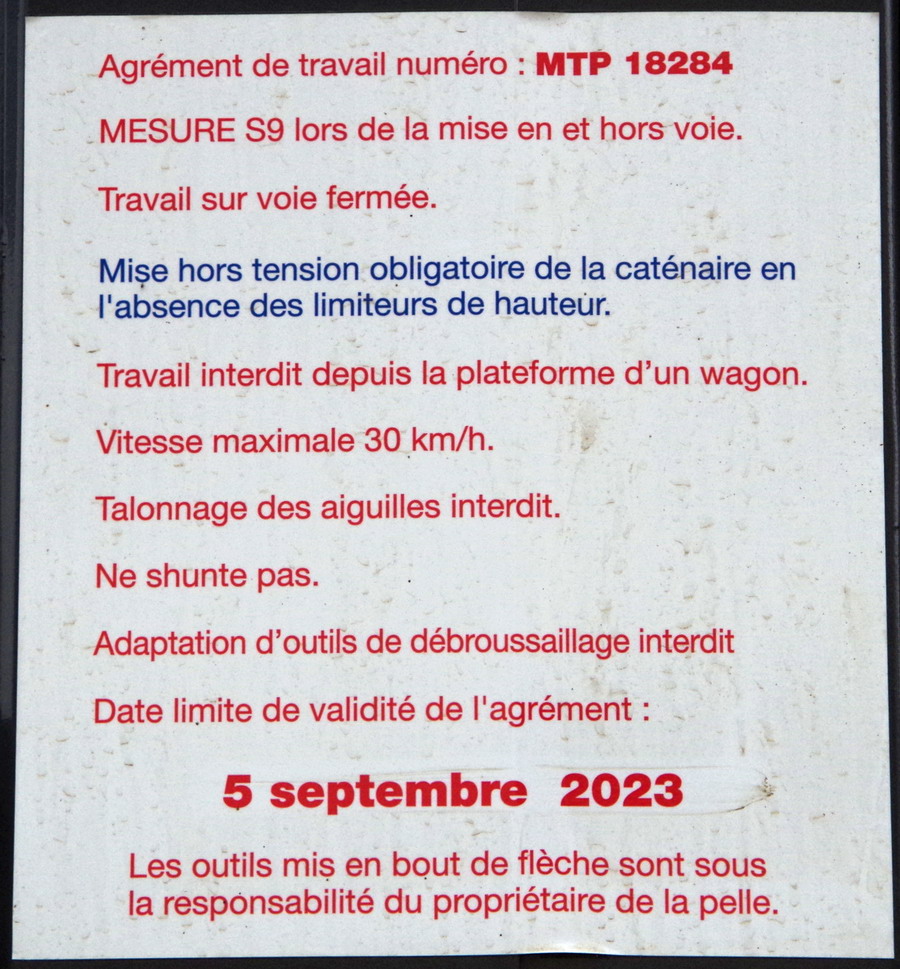 Agrément de travail numéro : MTP 18284
MESURE S9 lors de la mise en et hors voie.
Travail sur voie fermée.
Mise hors tension obligatoire de la caténaire en
l'absence des limiteurs de hauteur.
Travail interdit depuis la plateforme d’un wagon.
Vitesse maximale 30 km/h.
Talonnage des aiguilles interdit.
Ne shunte pas.
Adaptation d’outils de débroussaillage interdit
Date limite de validité de l'agrément :
5 septembre 2023
Les outils mis en bout de flèche sont sous
la responsabilité du propriétaire de la pelle.